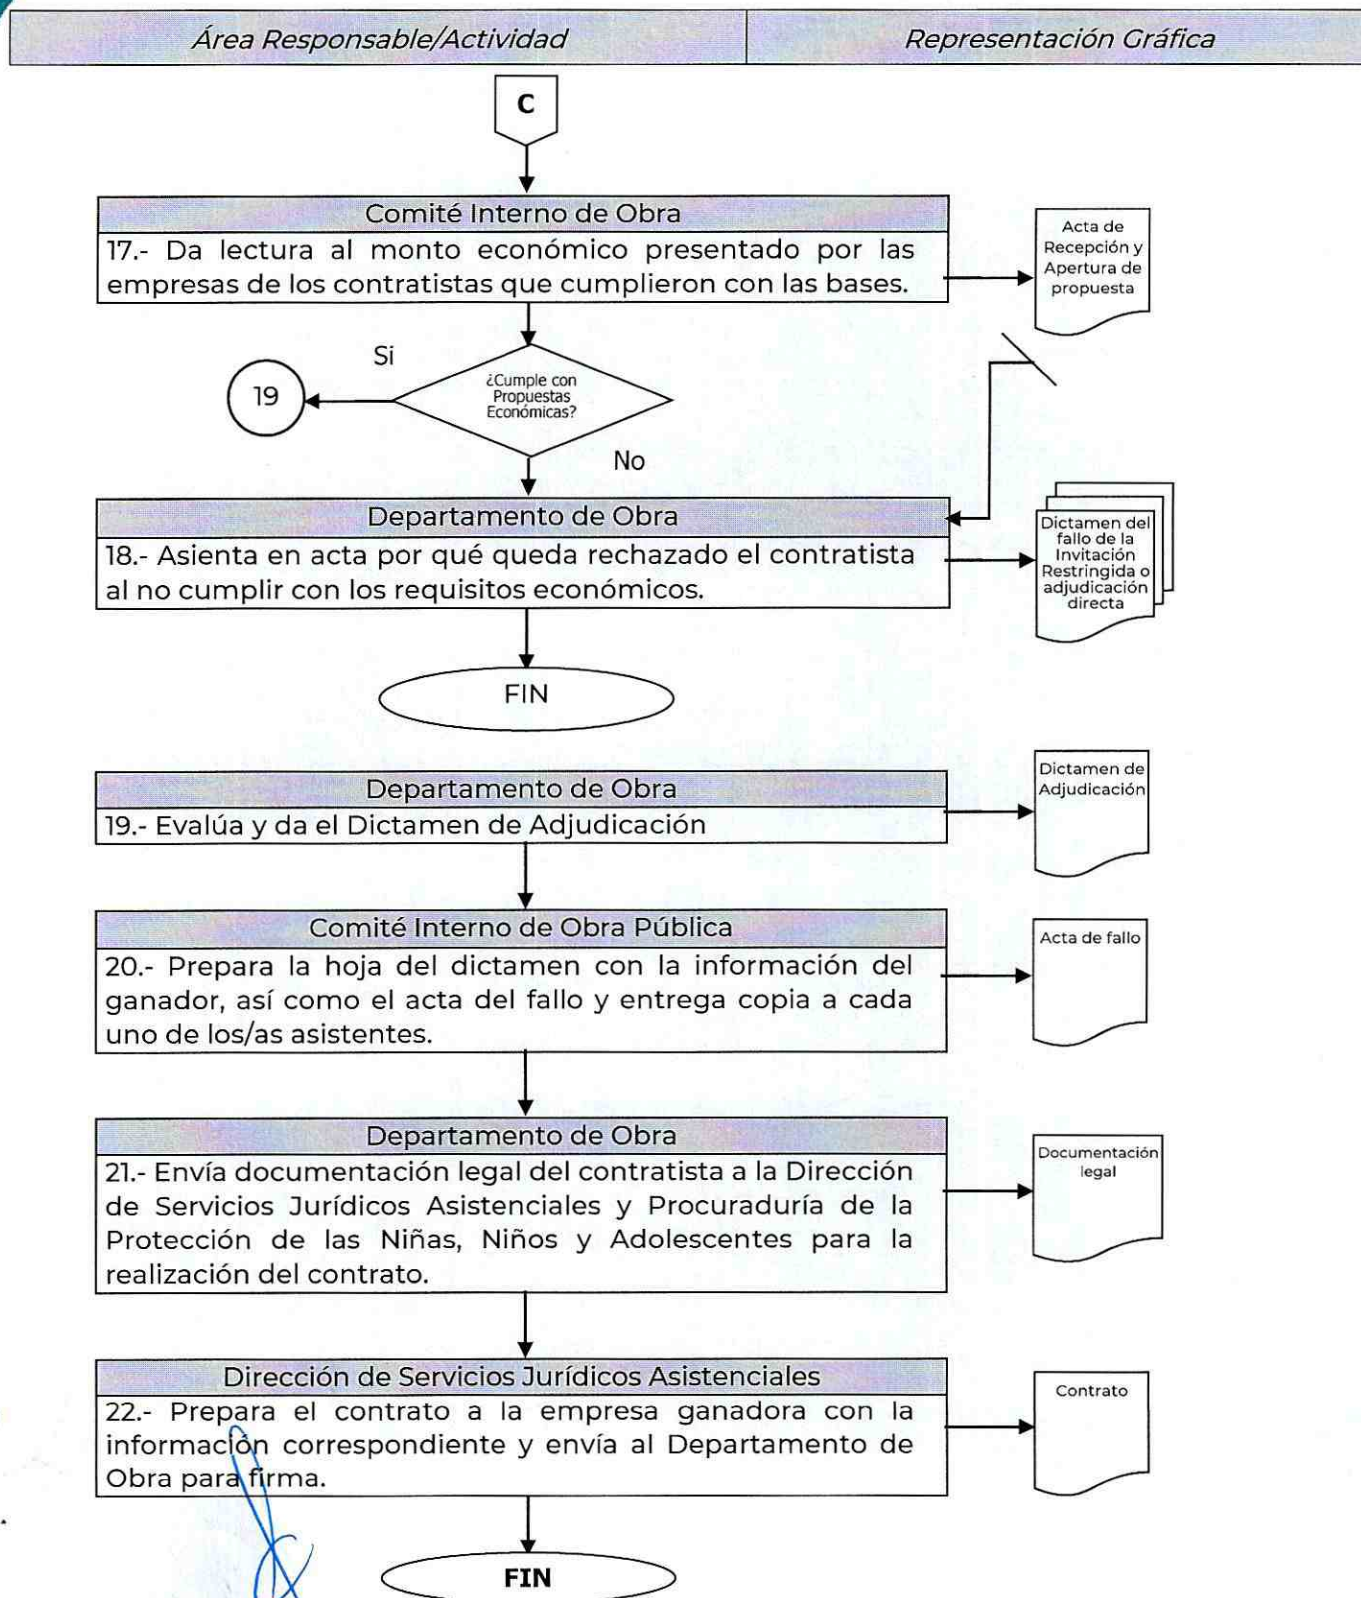 Área Responsable/Actividad
Representación Gráfica
C
Comité Interno de Obra
17.- Da lectura al monto económico presentado por las
empresas de los contratistas que cumplieron con las bases.
Acta de
Recepción y
Apertura de
propuesta
Si
19
¿Cumple con
Propuestas
Económicas?
No
Departamento de Obra
18.- Asienta en acta por qué queda rechazado el contratista
al no cumplir con los requisitos económicos.
Dictamen del
fallo de la
Invitación
Restringida o
adjudicación
directa
FIN
Departamento de Obra
19.- Evalúa y da el Dictamen de Adjudicación
Dictamen de
Adjudicación
Comité Interno de Obra Pública
20.- Prepara la hoja del dictamen con la información del
ganador, así como el acta del fallo y entrega copia a cada
uno de los/as asistentes.
Acta de fallo
Departamento de Obra
21.- Envía documentación legal del contratista a la Dirección
de Servicios Jurídicos Asistenciales y Procuraduría de la
Protección de las Niñas, Niños y Adolescentes para la
realización del contrato.
Documentación
legal
Dirección de Servicios Jurídicos Asistenciales
22.- Prepara el contrato a la empresa ganadora con la
información correspondiente y envía al Departamento de
Obra para firma.
Contrato
FIN